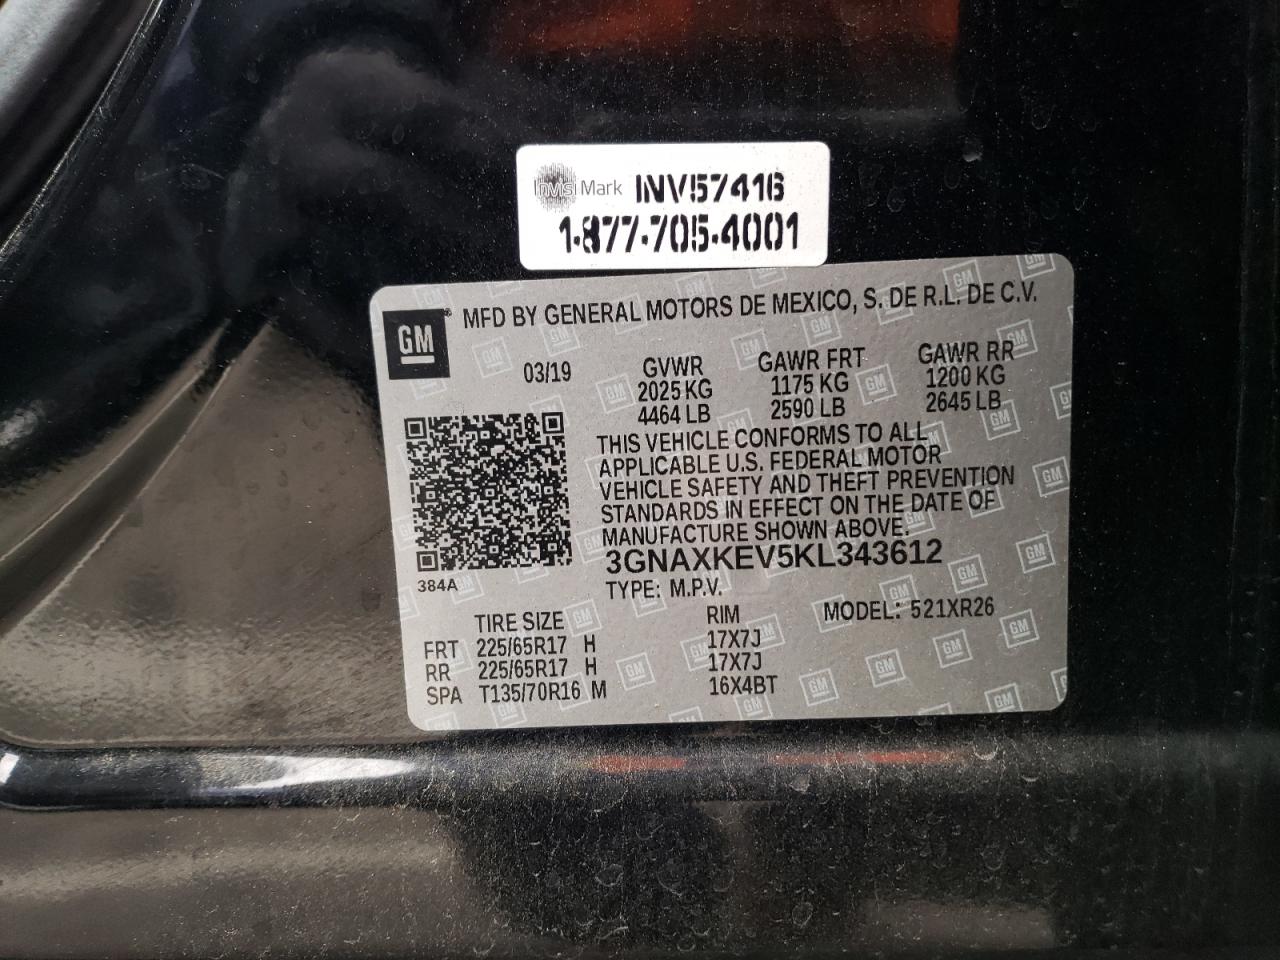 InvisiMark INV57416
1-877-705-4001
GM MFD BY GENERAL MOTORS DE MEXICO, S. DE R.L. DE C.V.
03/19 GVWR GAWR FRT GAWR RR
2025 KG 1175 KG 1200 KG
4464 LB 2590 LB 2645 LB
THIS VEHICLE CONFORMS TO ALL
APPLICABLE U.S. FEDERAL MOTOR
VEHICLE SAFETY AND THEFT PREVENTION
STANDARDS IN EFFECT ON THE DATE OF
MANUFACTURE SHOWN ABOVE.
3GNAXKEV5KL343612
384A
TYPE: M.P.V.
TIRE SIZE RIM MODEL: 521XR26
FRT 225/65R17 H 17X7J
RR 225/65R17 H 17X7J
SPA T135/70R16 M 16X4BT